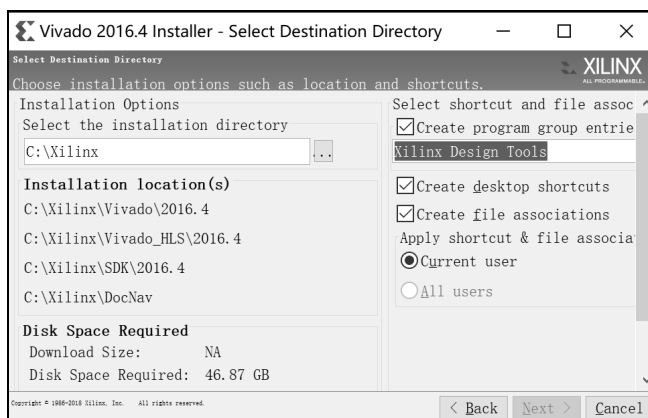 Vivado 2016.4 Installer - Select Destination Directory
Select Destination Directory
Choose installation options such as location and shortcuts.
XILINX
ALL PROGRAMMABLE.
Installation Options
Select the installation directory
C:\Xilinx
...
Installation location(s)
C:\Xilinx\Vivado\2016.4
C:\Xilinx\Vivado_HLS\2016.4
C:\Xilinx\SDK\2016.4
C:\Xilinx\DocNav
Disk Space Required
Download Size: NA
Disk Space Required: 46.87 GB
Select shortcut and file assoc
Create program group entrie
Xilinx Design Tools
Create desktop shortcuts
Create file associations
Apply shortcut & file associa
Current user
All users
Copyright © 1986-2018 Xilinx, Inc. All rights reserved.
< Back
Next >
Cancel